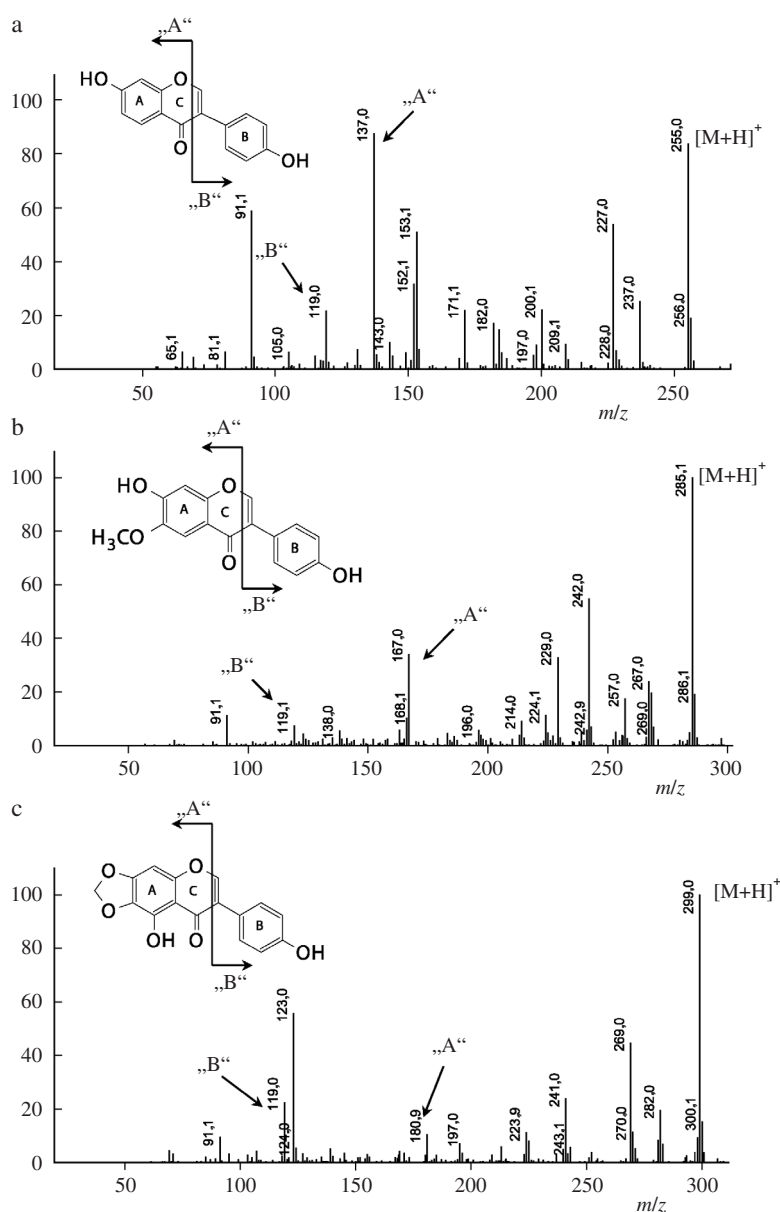 a
„A“
HO
O
A
C
B
O
OH
„B“
„A“
[M+H]+
„B“
100
80
60
40
20
0
65,1
81,1
91,1
105,0
119,0
137,0
143,0
152,1
153,1
171,1
182,0
197,0
200,1
209,1
227,0
228,0
237,0
255,0
256,0
50
100
150
200
250
m/z
b
„A“
HO
O
A
C
H3CO
O
B
OH
„B“
„A“
[M+H]+
„B“
100
80
60
40
20
0
91,1
119,1
138,0
167,0
168,1
196,0
214,0
224,1
229,0
242,0
242,9
257,0
267,0
269,0
285,1
286,1
50
100
150
200
250
300
m/z
c
„A“
O
O
A
C
O
OH
O
B
OH
„B“
„A“
[M+H]+
„B“
100
80
60
40
20
0
91,1
119,0
123,0
124,0
180,9
197,0
223,9
241,0
243,1
269,0
270,0
282,0
299,0
300,1
50
100
150
200
250
300
m/z